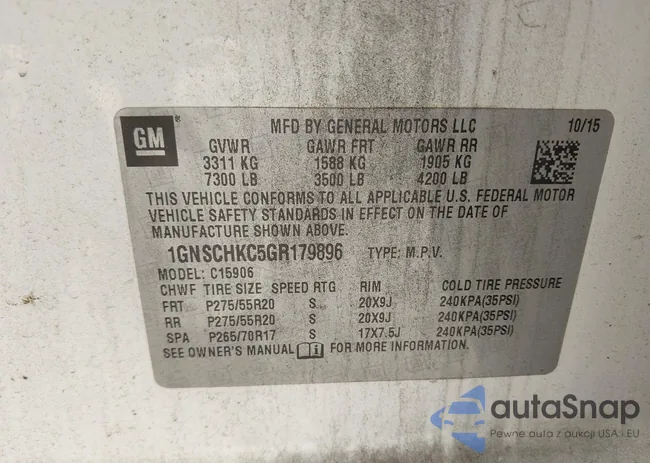 MFD BY GENERAL MOTORS LLC 10/15
GM
GVWR GAWR FRT GAWR RR
3311 KG 1588 KG 1905 KG
7300 LB 3500 LB 4200 LB
THIS VEHICLE CONFORMS TO ALL APPLICABLE U.S. FEDERAL MOTOR
VEHICLE SAFETY STANDARDS IN EFFECT ON THE DATE OF
MANUFACTURE SHOWN ABOVE.
1GNSCHKC5GR179896 TYPE: M.P.V.
MODEL: C15906
CHWF TIRE SIZE SPEED RTG RIM COLD TIRE PRESSURE
FRT P275/55R20 S 20X9J 240KPA(35PSI)
RR P275/55R20 S 20X9J 240KPA(35PSI)
SPA P265/70R17 S 17X7.5J 240KPA(35PSI)
SEE OWNER'S MANUAL FOR MORE INFORMATION.
autaSnap
Pewne auta z aukcji USA i EU